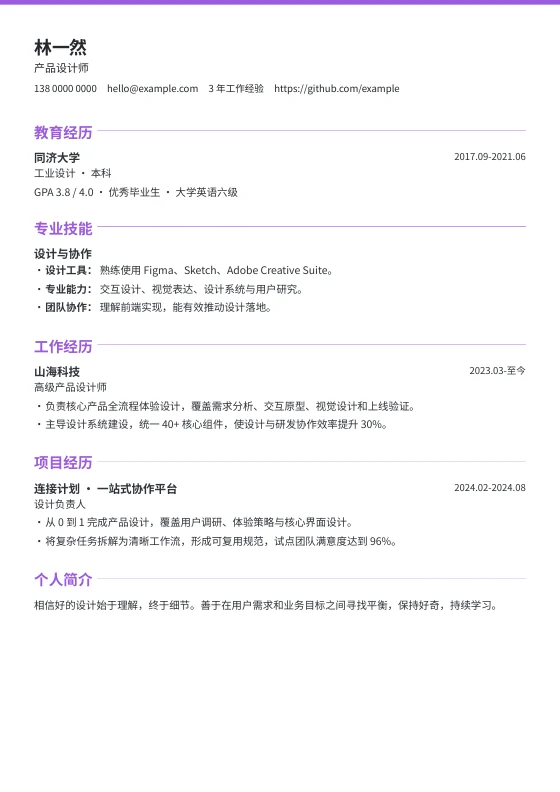 林一然
产品设计师
138 0000 0000 hello@example.com 3 年工作经验 https://github.com/example
教育经历
同济大学 2017.09-2021.06
工业设计 · 本科
GPA 3.8 / 4.0 · 优秀毕业生 · 大学英语六级
专业技能
设计与协作
· 设计工具： 熟练使用 Figma、Sketch、Adobe Creative Suite。
· 专业能力： 交互设计、视觉表达、设计系统与用户研究。
· 团队协作： 理解前端实现，能有效推动设计落地。
工作经历
山海科技 2023.03-至今
高级产品设计师
· 负责核心产品全流程体验设计，覆盖需求分析、交互原型、视觉设计和上线验证。
· 主导设计系统建设，统一 40+ 核心组件，使设计与研发协作效率提升 30%。
项目经历
连接计划 · 一站式协作平台 2024.02-2024.08
设计负责人
· 从 0 到 1 完成产品设计，覆盖用户调研、体验策略与核心界面设计。
· 将复杂任务拆解为清晰工作流，形成可复用规范，试点团队满意度达到 96%。
个人简介
相信好的设计始于理解，终于细节。善于在用户需求和业务目标之间寻找平衡，保持好奇，持续学习。